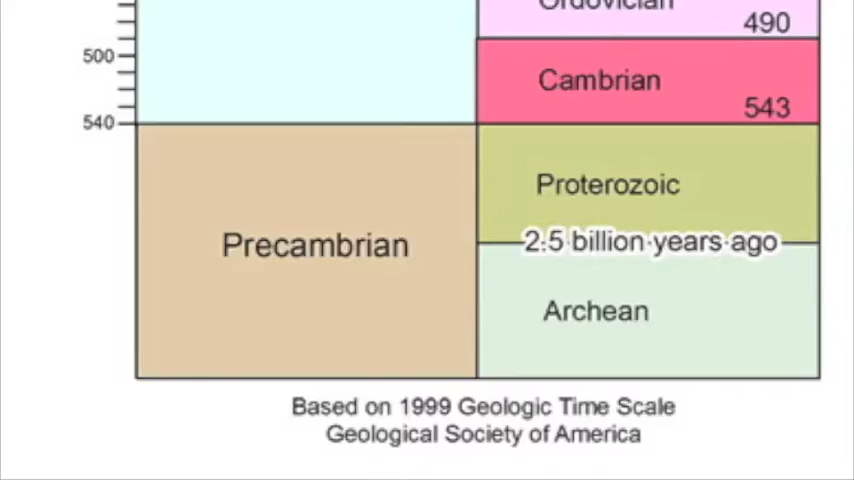 Ordovician
490
500
Cambrian
543
540
Proterozoic
Precambrian
2.5 billion years ago
Archean
Based on 1999 Geologic Time Scale
Geological Society of America